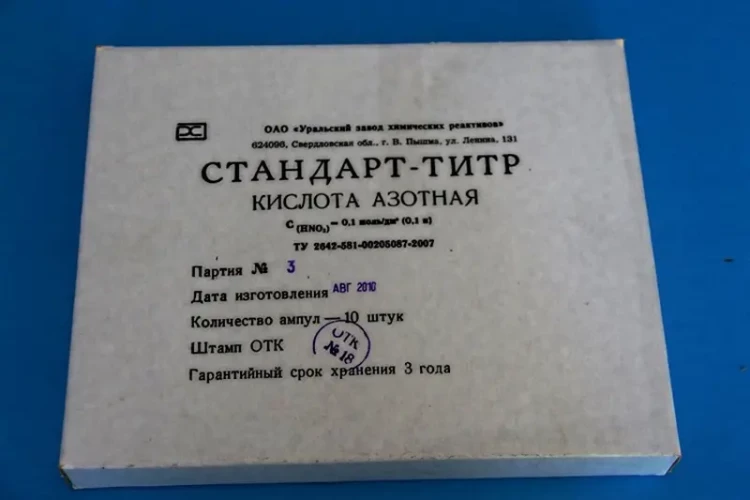 ОАО «Уральский завод химических реактивов»
624096, Свердловская обл., г. В. Пышма, ул. Ленина, 131
СТАНДАРТ-ТИТР
КИСЛОТА АЗОТНАЯ
C (HNO₃) = 0,1 моль/дм³ (0,1 н)
ТУ 2642-581-00205087-2007
Партия № 3
Дата изготовления АВГ 2010
Количество ампул — 10 штук
Штамп ОТК ОТК
№ 18
Гарантийный срок хранения 3 года